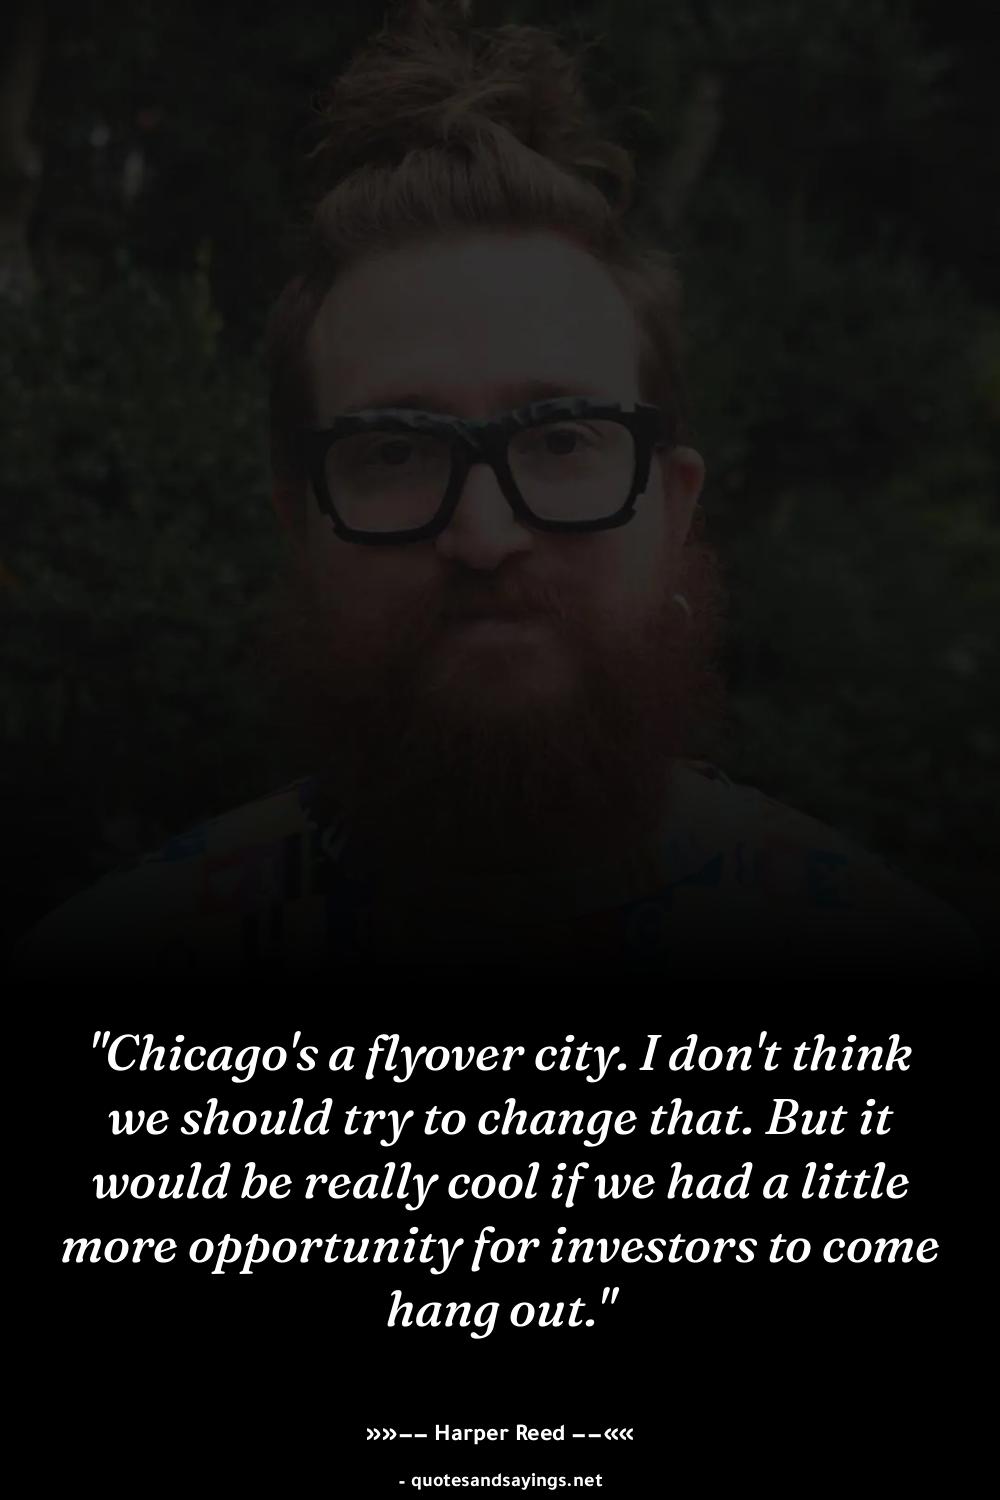 "Chicago's a flyover city. I don't think
we should try to change that. But it
would be really cool if we had a little
more opportunity for investors to come
hang out."
»»–– Harper Reed ––««
- quotesandsayings.net